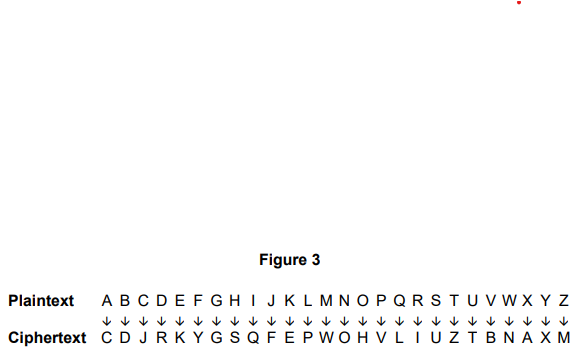 Figure 3
Plaintext A B C D E F G H I J K L M N O P Q R S T U V W X Y Z
↓ ↓ ↓ ↓ ↓ ↓ ↓ ↓ ↓ ↓ ↓ ↓ ↓ ↓ ↓ ↓ ↓ ↓ ↓ ↓ ↓ ↓ ↓ ↓ ↓ ↓
Ciphertext C D J R K Y G S Q F E P W O H V L I U Z T B N A X M